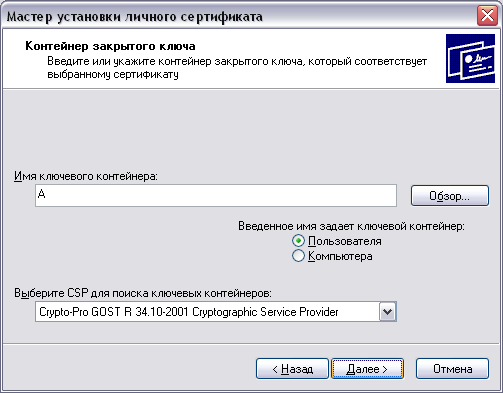 Мастер установки личного сертификата
Контейнер закрытого ключа
Введите или укажите контейнер закрытого ключа, который соответствует
выбранному сертификату
Имя ключевого контейнера:
А
Обзор...
Введенное имя задает ключевой контейнер:
Пользователя
Компьютера
Выберите CSP для поиска ключевых контейнеров:
Crypto-Pro GOST R 34.10-2001 Cryptographic Service Provider
< Назад
Далее >
Отмена